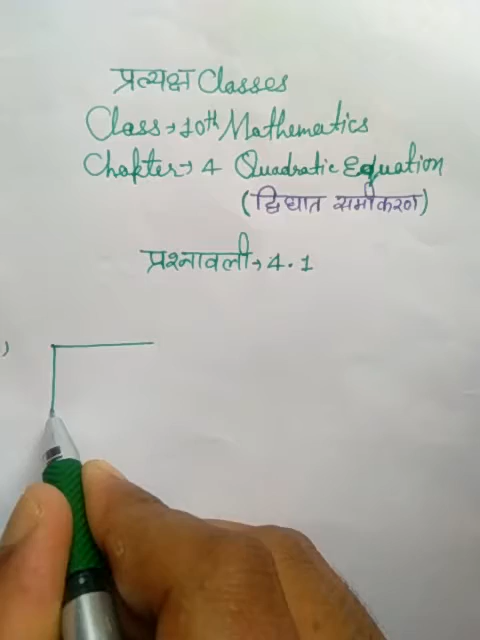 प्रत्यक्ष Classes
Class→10th Mathematics
Chapter→4 Quadratic Equation
(द्विघात समीकरण)
प्रश्नावली→4.1